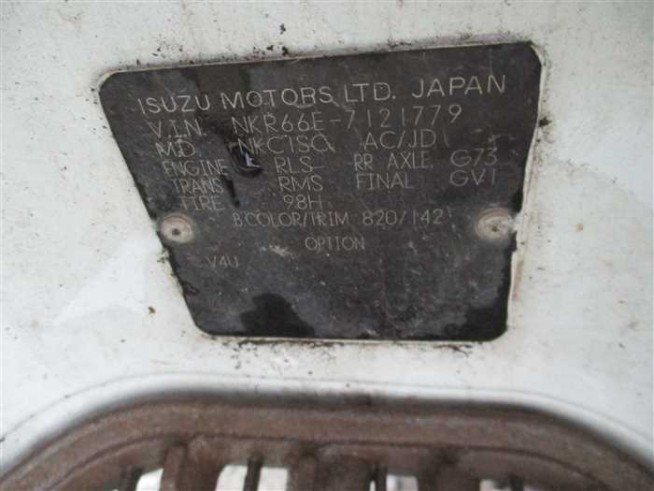 ISUZU MOTORS LTD. JAPAN
V.I.N. NKR66E-7121779
MD. AC/JD
ENGINE RLS RR AXLE. G73
TRANS RMS FINAL GV1
TIRE 98H
B.COLOR/TRIM 820/142
OPTION
V4U